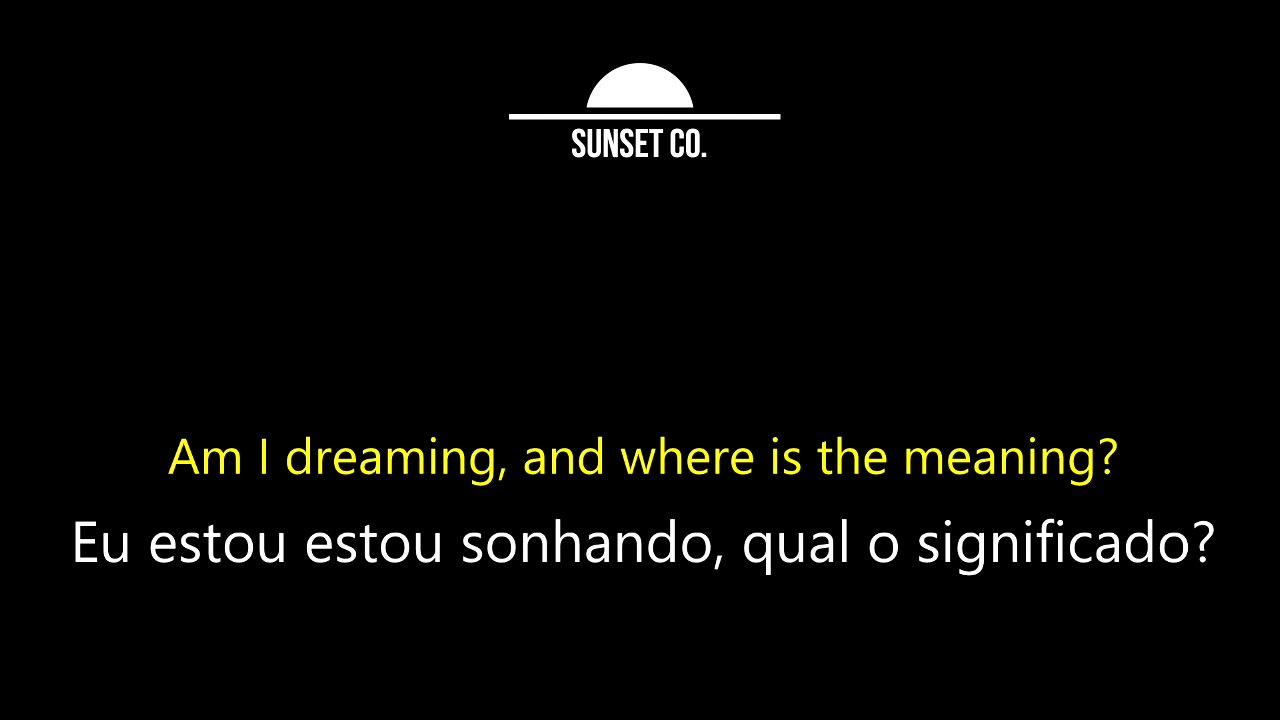 SUNSET CO.
Am I dreaming, and where is the meaning?
Eu estou estou sonhando, qual o significado?